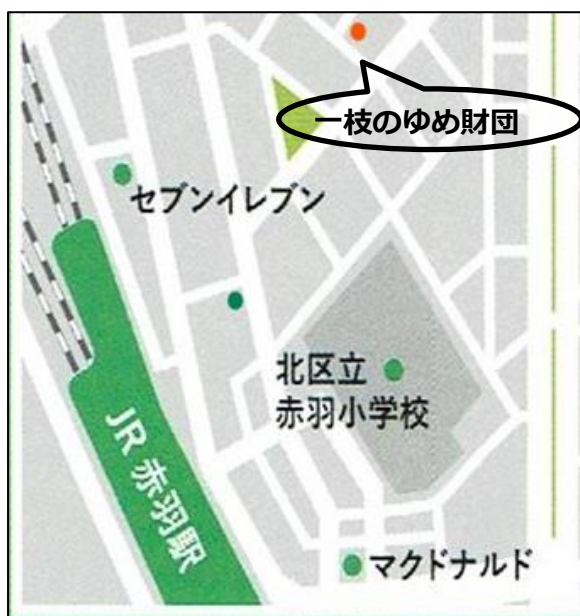 一枝のゆめ財団
セブンイレブン
北区立
赤羽小学校
JR 赤羽駅
マクドナルド